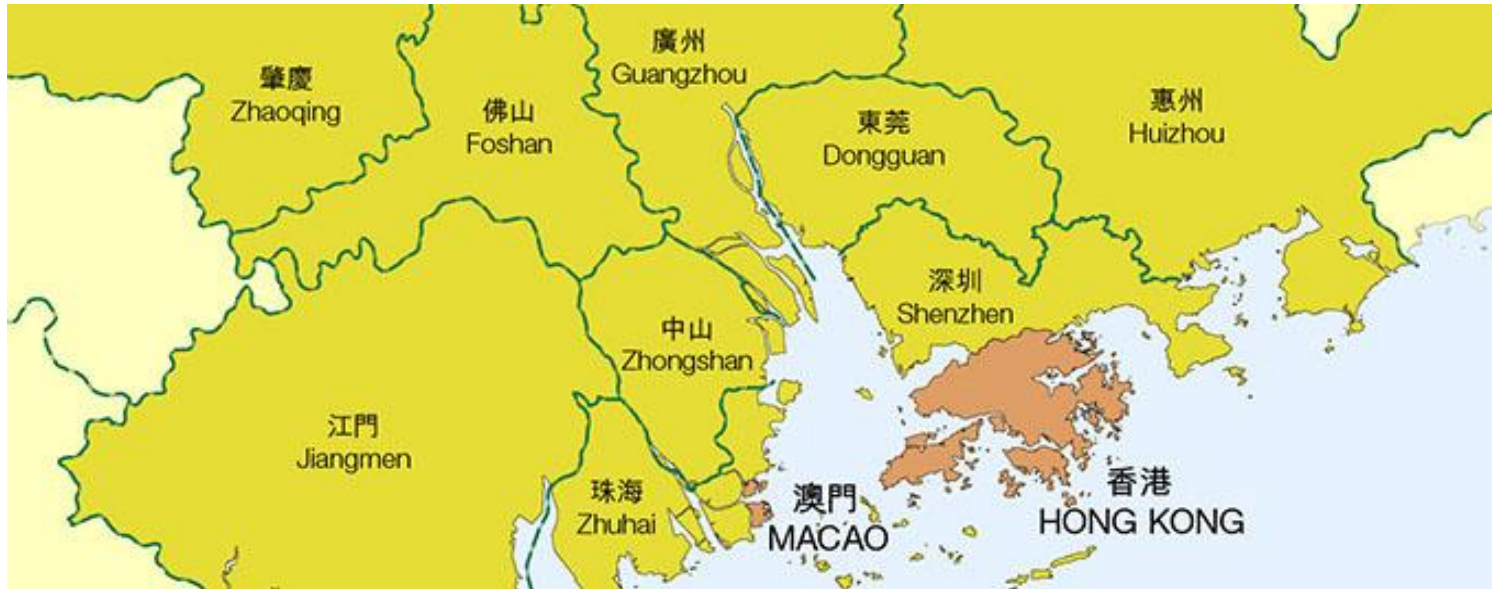 廣州
Guangzhou
肇慶
Zhaoqing
佛山
Foshan
東莞
Dongguan
惠州
Huizhou
深圳
Shenzhen
中山
Zhongshan
江門
Jiangmen
珠海
Zhuhai
澳門
MACAO
香港
HONG KONG